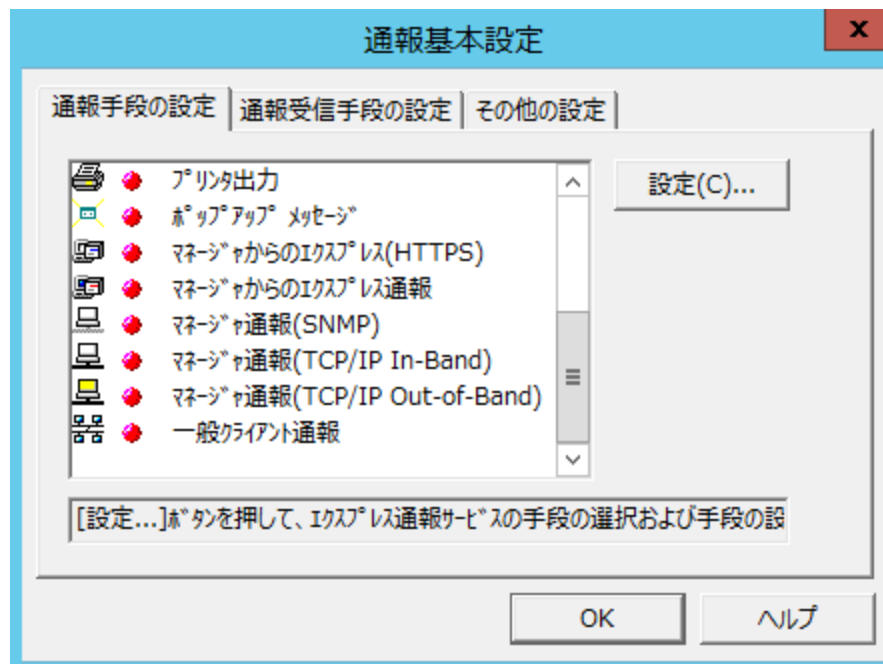 通報基本設定
x
通報手段の設定 通報受信手段の設定 その他の設定
プリンタ出力
設定(C)...
ポップアップ メッセージ
マネージャからのエクスプレス(HTTPS)
マネージャからのエクスプレス通報
マネージャ通報(SNMP)
マネージャ通報(TCP/IP In-Band)
マネージャ通報(TCP/IP Out-of-Band)
一般クライアント通報
[設定...]ボタンを押して、エクスプレス通報サービスの手段の選択および手段の設
OK ヘルプ